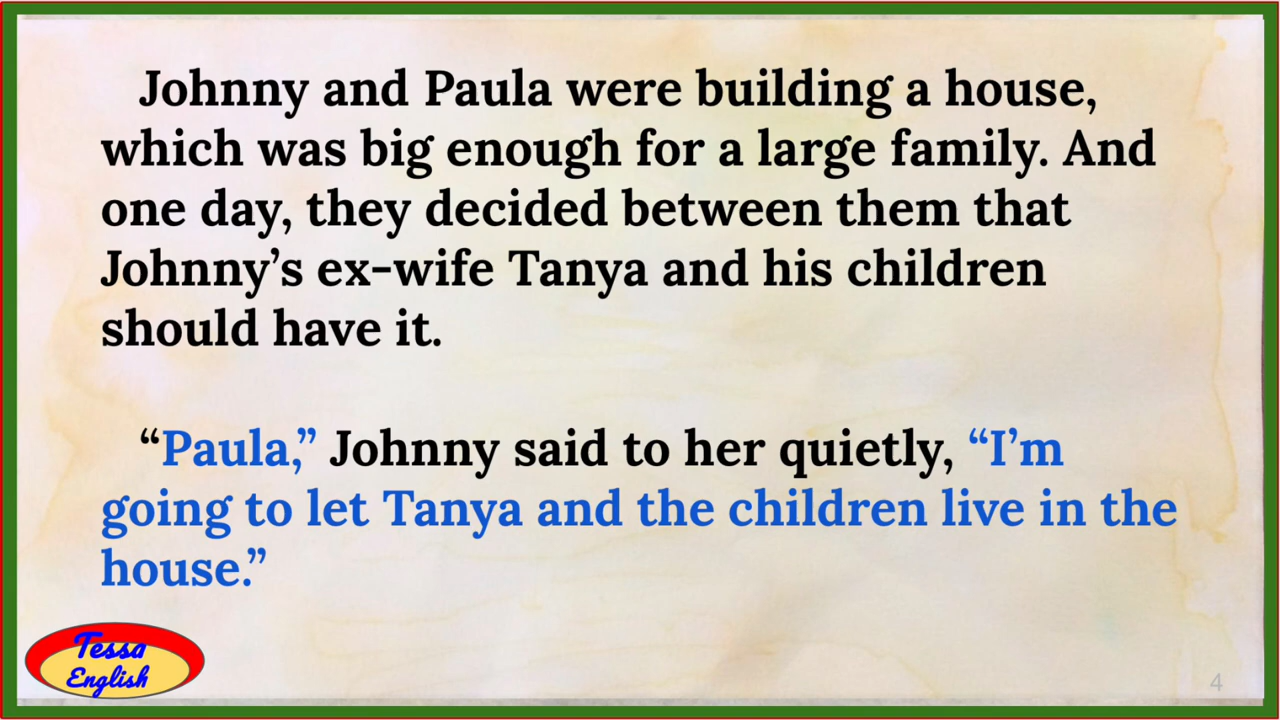 Johnny and Paula were building a house,
which was big enough for a large family. And
one day, they decided between them that
Johnny’s ex-wife Tanya and his children
should have it.
“Paula,” Johnny said to her quietly, “I’m
going to let Tanya and the children live in the
house.”
Tessa
English
4